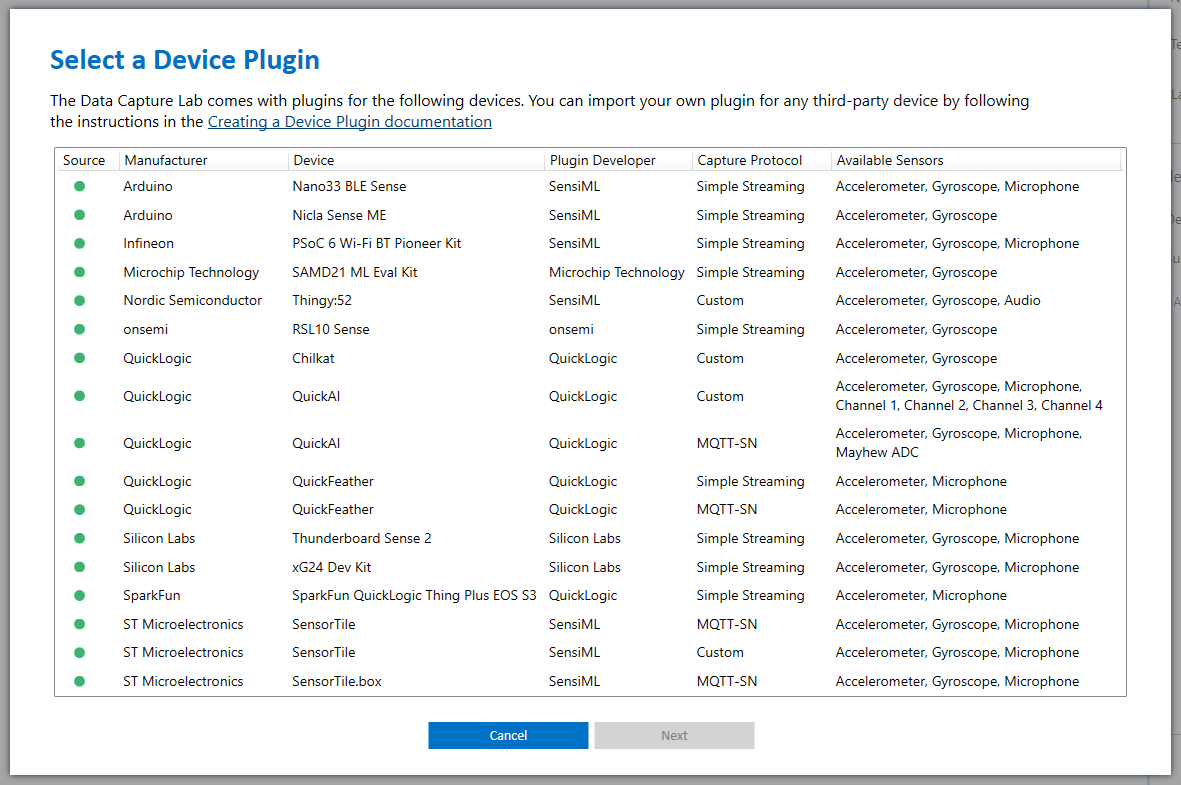 Select a Device Plugin
The Data Capture Lab comes with plugins for the following devices. You can import your own plugin for any third-party device by following
the instructions in the Creating a Device Plugin documentation
Source Manufacturer Device Plugin Developer Capture Protocol Available Sensors
Arduino Nano33 BLE Sense SensiML Simple Streaming Accelerometer, Gyroscope, Microphone
Arduino Nicla Sense ME SensiML Simple Streaming Accelerometer, Gyroscope
Infineon PSoC 6 Wi-Fi BT Pioneer Kit SensiML Simple Streaming Accelerometer, Gyroscope, Microphone
Microchip Technology SAMD21 ML Eval Kit Microchip Technology Simple Streaming Accelerometer, Gyroscope
Nordic Semiconductor Thingy:52 SensiML Custom Accelerometer, Gyroscope, Audio
onsemi RSL10 Sense onsemi Simple Streaming Accelerometer, Gyroscope
QuickLogic Chilkat QuickLogic Custom Accelerometer, Gyroscope
QuickLogic QuickAI QuickLogic Custom Accelerometer, Gyroscope, Microphone,
Channel 1, Channel 2, Channel 3, Channel 4
QuickLogic QuickAI QuickLogic MQTT-SN Accelerometer, Gyroscope, Microphone,
Mayhew ADC
QuickLogic QuickFeather QuickLogic Simple Streaming Accelerometer, Microphone
QuickLogic QuickFeather QuickLogic MQTT-SN Accelerometer, Microphone
Silicon Labs Thunderboard Sense 2 Silicon Labs Simple Streaming Accelerometer, Gyroscope, Microphone
Silicon Labs xG24 Dev Kit Silicon Labs Simple Streaming Accelerometer, Gyroscope, Microphone
SparkFun SparkFun QuickLogic Thing Plus EOS S3 QuickLogic Simple Streaming Accelerometer, Microphone
ST Microelectronics SensorTile SensiML MQTT-SN Accelerometer, Gyroscope, Microphone
ST Microelectronics SensorTile SensiML Custom Accelerometer, Gyroscope, Microphone
ST Microelectronics SensorTile.box SensiML MQTT-SN Accelerometer, Gyroscope, Microphone
Cancel Next